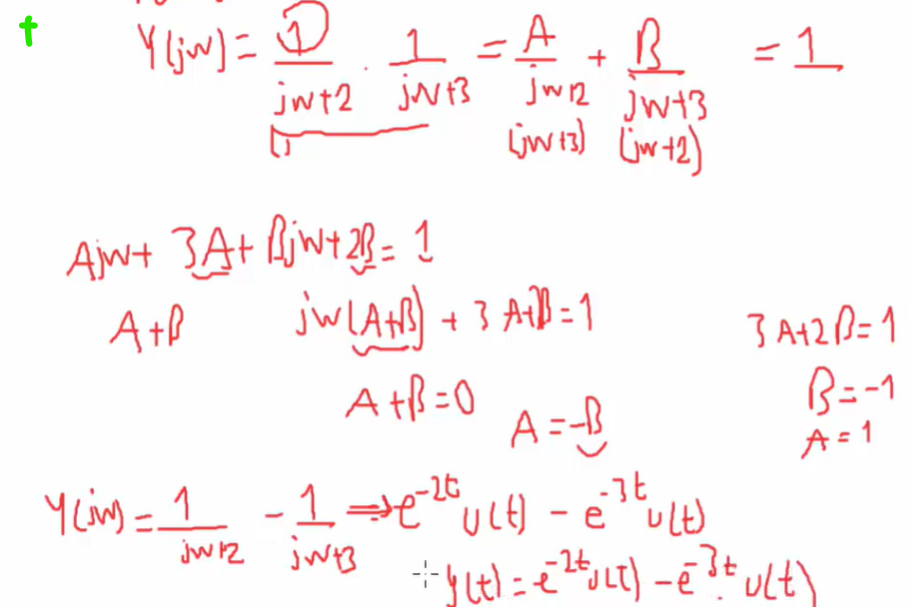 t
Y(jw) = 1/(jw+2) · 1/(jw+3) = A/(jw+2) + B/(jw+3) = 1
(jw+3) (jw+2)
Ajw + 3A + Bjw + 2B = 1
A+B jw(A+B) + 3A+2B = 1
3A+2B=1
A+B=0 A=-B B=-1
A=1
Y(jw) = 1/(jw+2) - 1/(jw+3) ⇒ e^-2t u(t) - e^-3t u(t)
y(t) = e^-2t u(t) - e^-3t u(t)